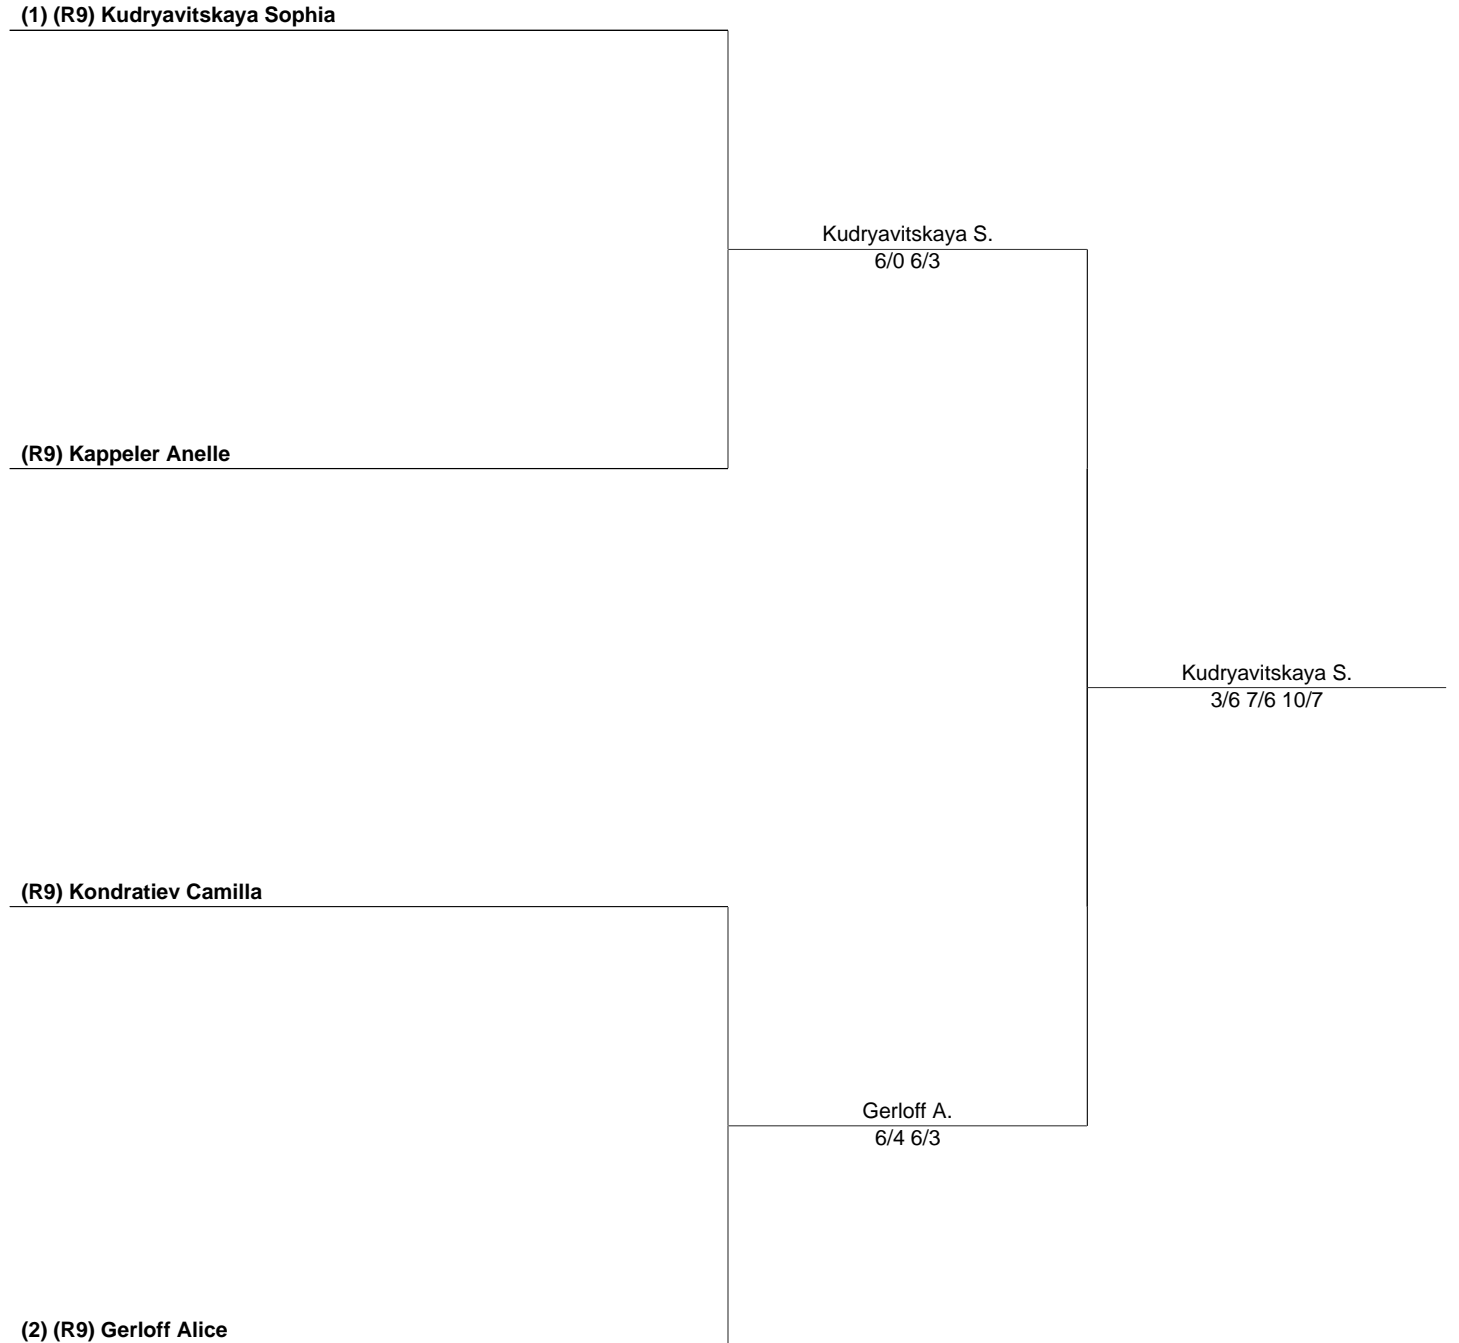 (1) (R9) Kudryavitskaya Sophia
Kudryavitskaya S.
6/0 6/3
(R9) Kappeler Anelle
Kudryavitskaya S.
3/6 7/6 10/7
(R9) Kondratiev Camilla
Gerloff A.
6/4 6/3
(2) (R9) Gerloff Alice